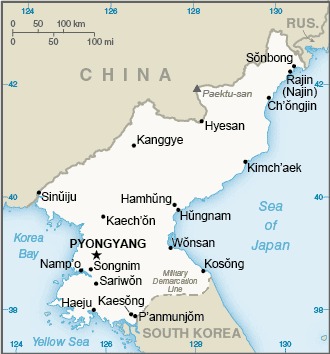 124
126
128
130
RUS.
0 50 100 km
0 50 100 mi
Sŏnbong
CHINA
Rajin
(Najin)
42
42
Paektu-san
Ch'ŏngjin
Hyesan
Kanggye
Kimch'aek
40
40
Sinŭiju
Hamhŭng
Hŭngnam
Kaech'ŏn
Sea
of
Japan
Korea
Bay
PYONGYANG
Wŏnsan
Namp'o
Songnim
Kosŏng
Sariwŏn
Military
Demarcation
Line
Haeju
Kaesŏng
38
38
P'anmunjŏm
SOUTH KOREA
Yellow Sea
124
126
128
130